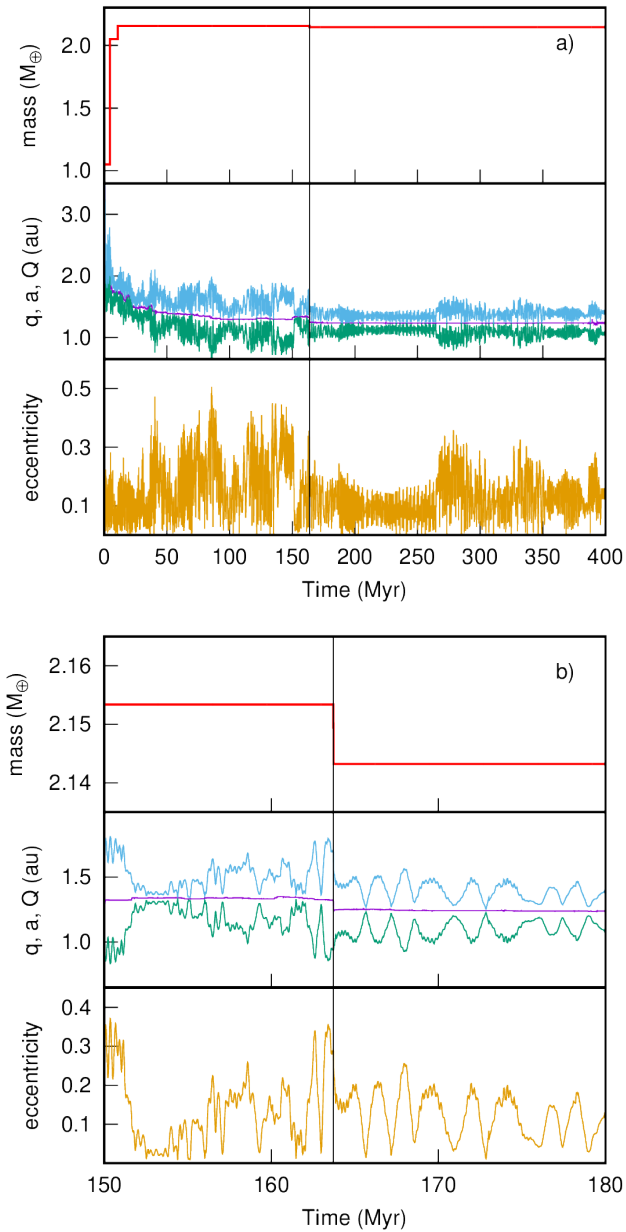 a)
mass (M⊕)
2.0
1.5
1.0
q, a, Q (au)
3.0
2.0
1.0
eccentricity
0.5
0.3
0.1
0 50 100 150 200 250 300 350 400
Time (Myr)
b)
mass (M⊕)
2.16
2.15
2.14
q, a, Q (au)
1.5
1.0
eccentricity
0.4
0.3
0.2
0.1
150 160 170 180
Time (Myr)